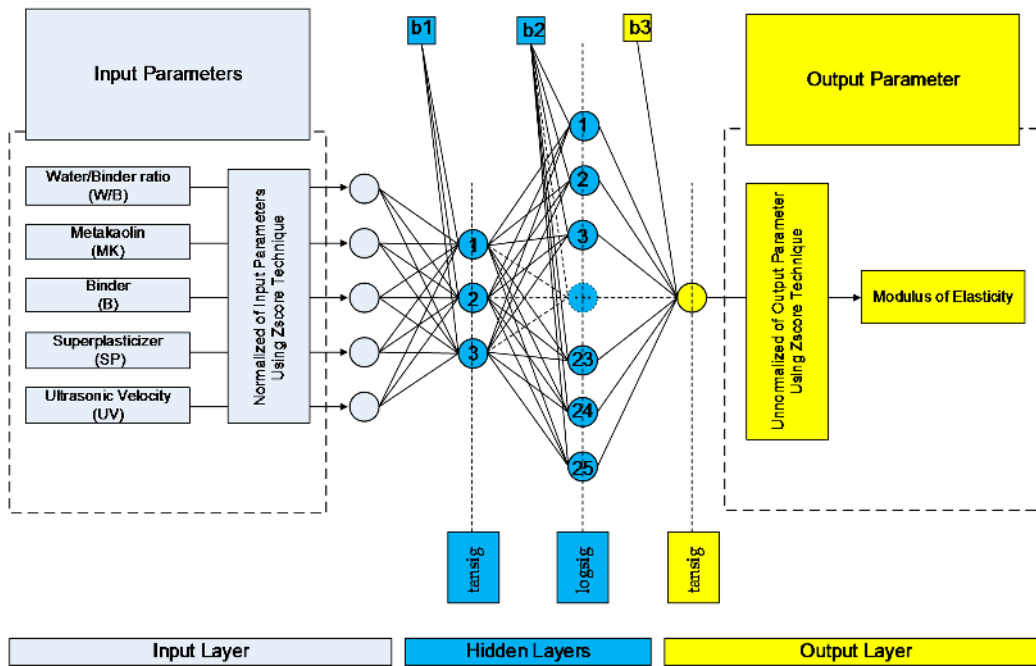 Input Parameters
b1
b2
b3
Output Parameter
Water/Binder ratio
(W/B)
Metakaolin
(MK)
Binder
(B)
Superplasticizer
(SP)
Ultrasonic Velocity
(UV)
Normalized of Input Parameters
Using Zscore Technique
1
2
3
1
2
3
23
24
25
Unnormalized of Output Parameter
Using Zscore Technique
Modulus of Elasticity
tansig
logsig
tansig
Input Layer
Hidden Layers
Output Layer